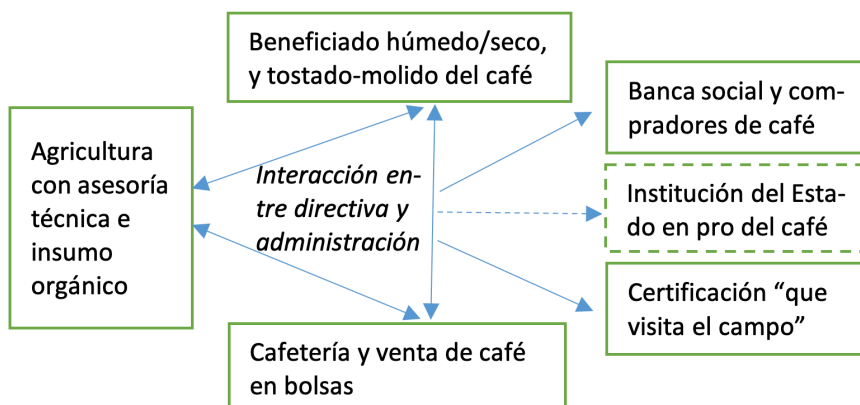 Beneficiado húmedo/seco,
y tostado-molido del café
Banca social y com-
pradores de café
Agricultura
con asesoría
técnica e
insumo
orgánico
Interacción en-
tre directiva y
administración
Institución del Esta-
do en pro del café
Certificación “que
visita el campo”
Cafetería y venta de café
en bolsas